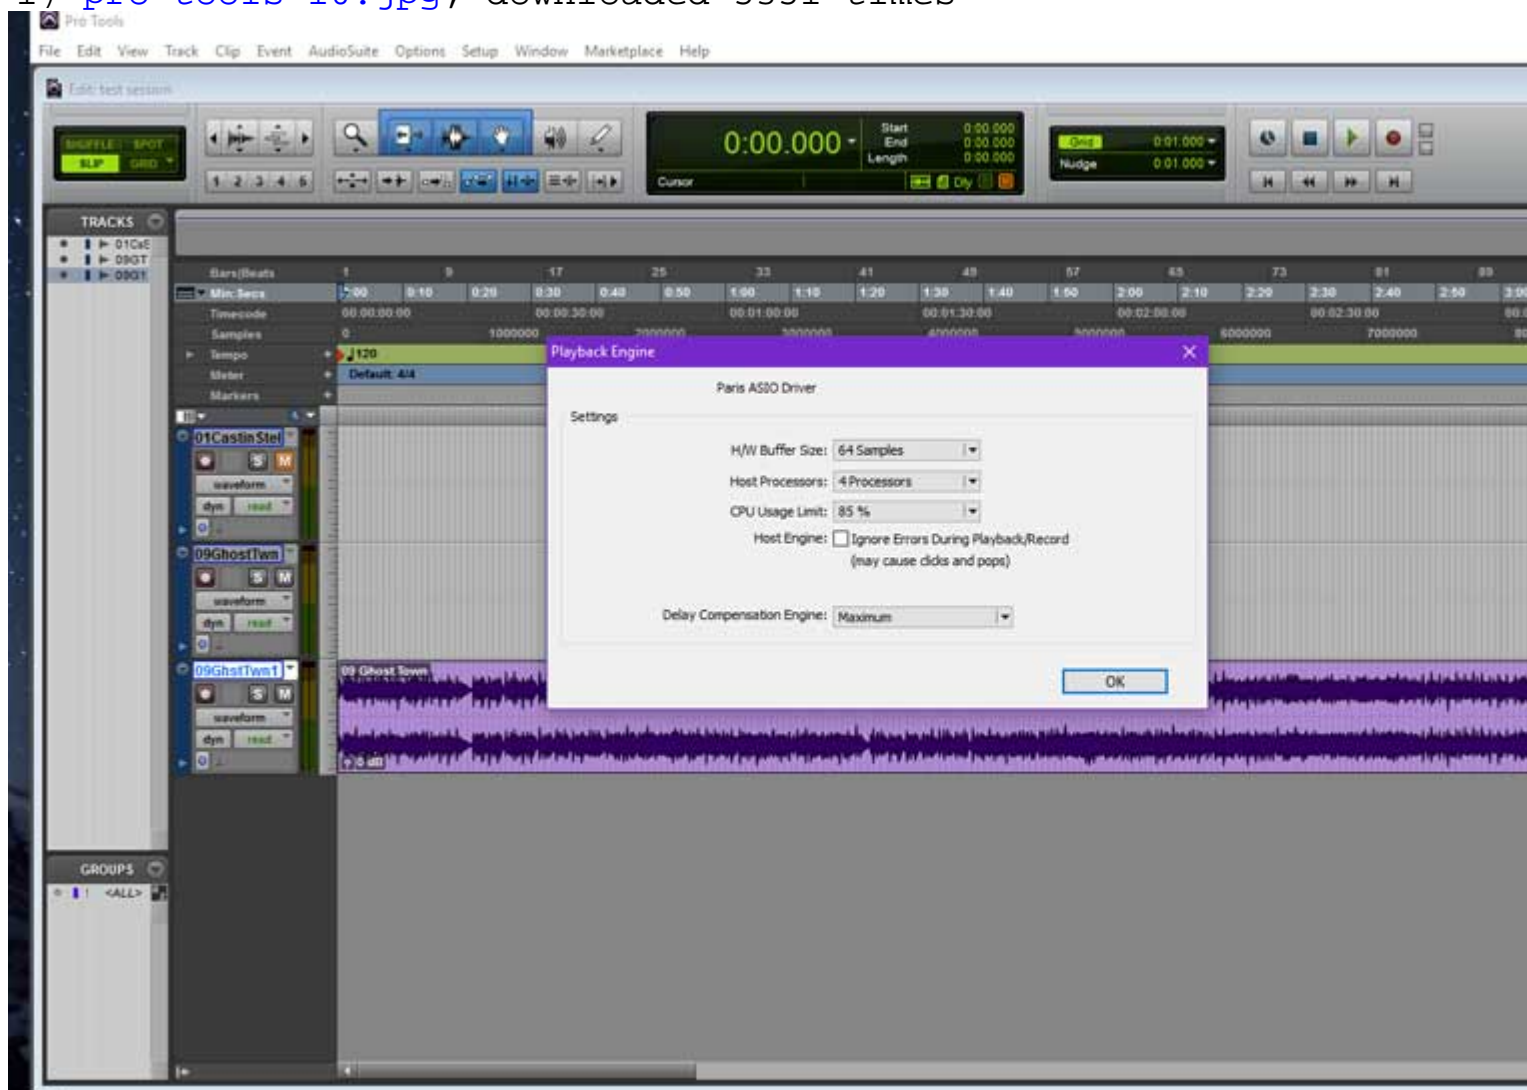 Pro Tools
File Edit View Track Clip Event AudioSuite Options Setup Window Marketplace Help
Edit: test session
SHUFFLE SPOT
SLIP GRID
1 2 3 4 5
0:00.000
Start 0:00.000
End 0:00.000
Length 0:00.000
Cursor
Dly
Grid 0:01.000
Nudge 0:01.000
TRACKS
01CsS
09GT
09GT
Bars|Beats 1 9 17 25 33 41 49 57 65 73 81 89
Min:Secs 0:00 0:10 0:20 0:30 0:40 0:50 1:00 1:10 1:20 1:30 1:40 1:50 2:00 2:10 2:20 2:30 2:40 2:50
Timecode 00:00:00:00 00:00:30:00 00:01:00:00 00:01:30:00 00:02:00:00 00:02:30:00
Samples 0 1000000 2000000 3000000 4000000 5000000 6000000 7000000
Tempo 120
Meter Default: 4/4
Markers
Playback Engine
Paris ASIO Driver
Settings
H/W Buffer Size: 64 Samples
Host Processors: 4 Processors
CPU Usage Limit: 85 %
Host Engine: Ignore Errors During Playback/Record
(may cause clicks and pops)
Delay Compensation Engine: Maximum
OK
01CastinStel
S M
waveform
dyn read
09GhostTwn
S M
waveform
dyn read
09GhstTwn1
S M
waveform
dyn read
09 Ghost Town
0 dB
GROUPS
! <ALL>